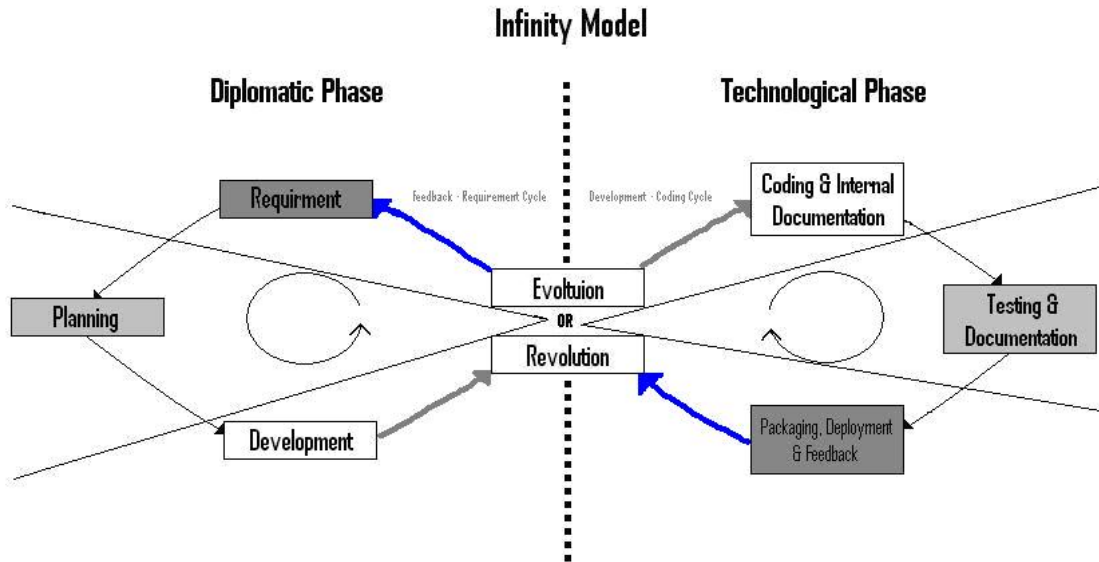 Infinity Model
Diplomatic Phase
Technological Phase
Requirment
Feedback - Requirement Cycle
Development - Coding Cycle
Coding & Internal
Documentation
Evoltuion
OR
Revolution
Planning
Testing &
Documentation
Development
Packaging, Deployment
& Feedback